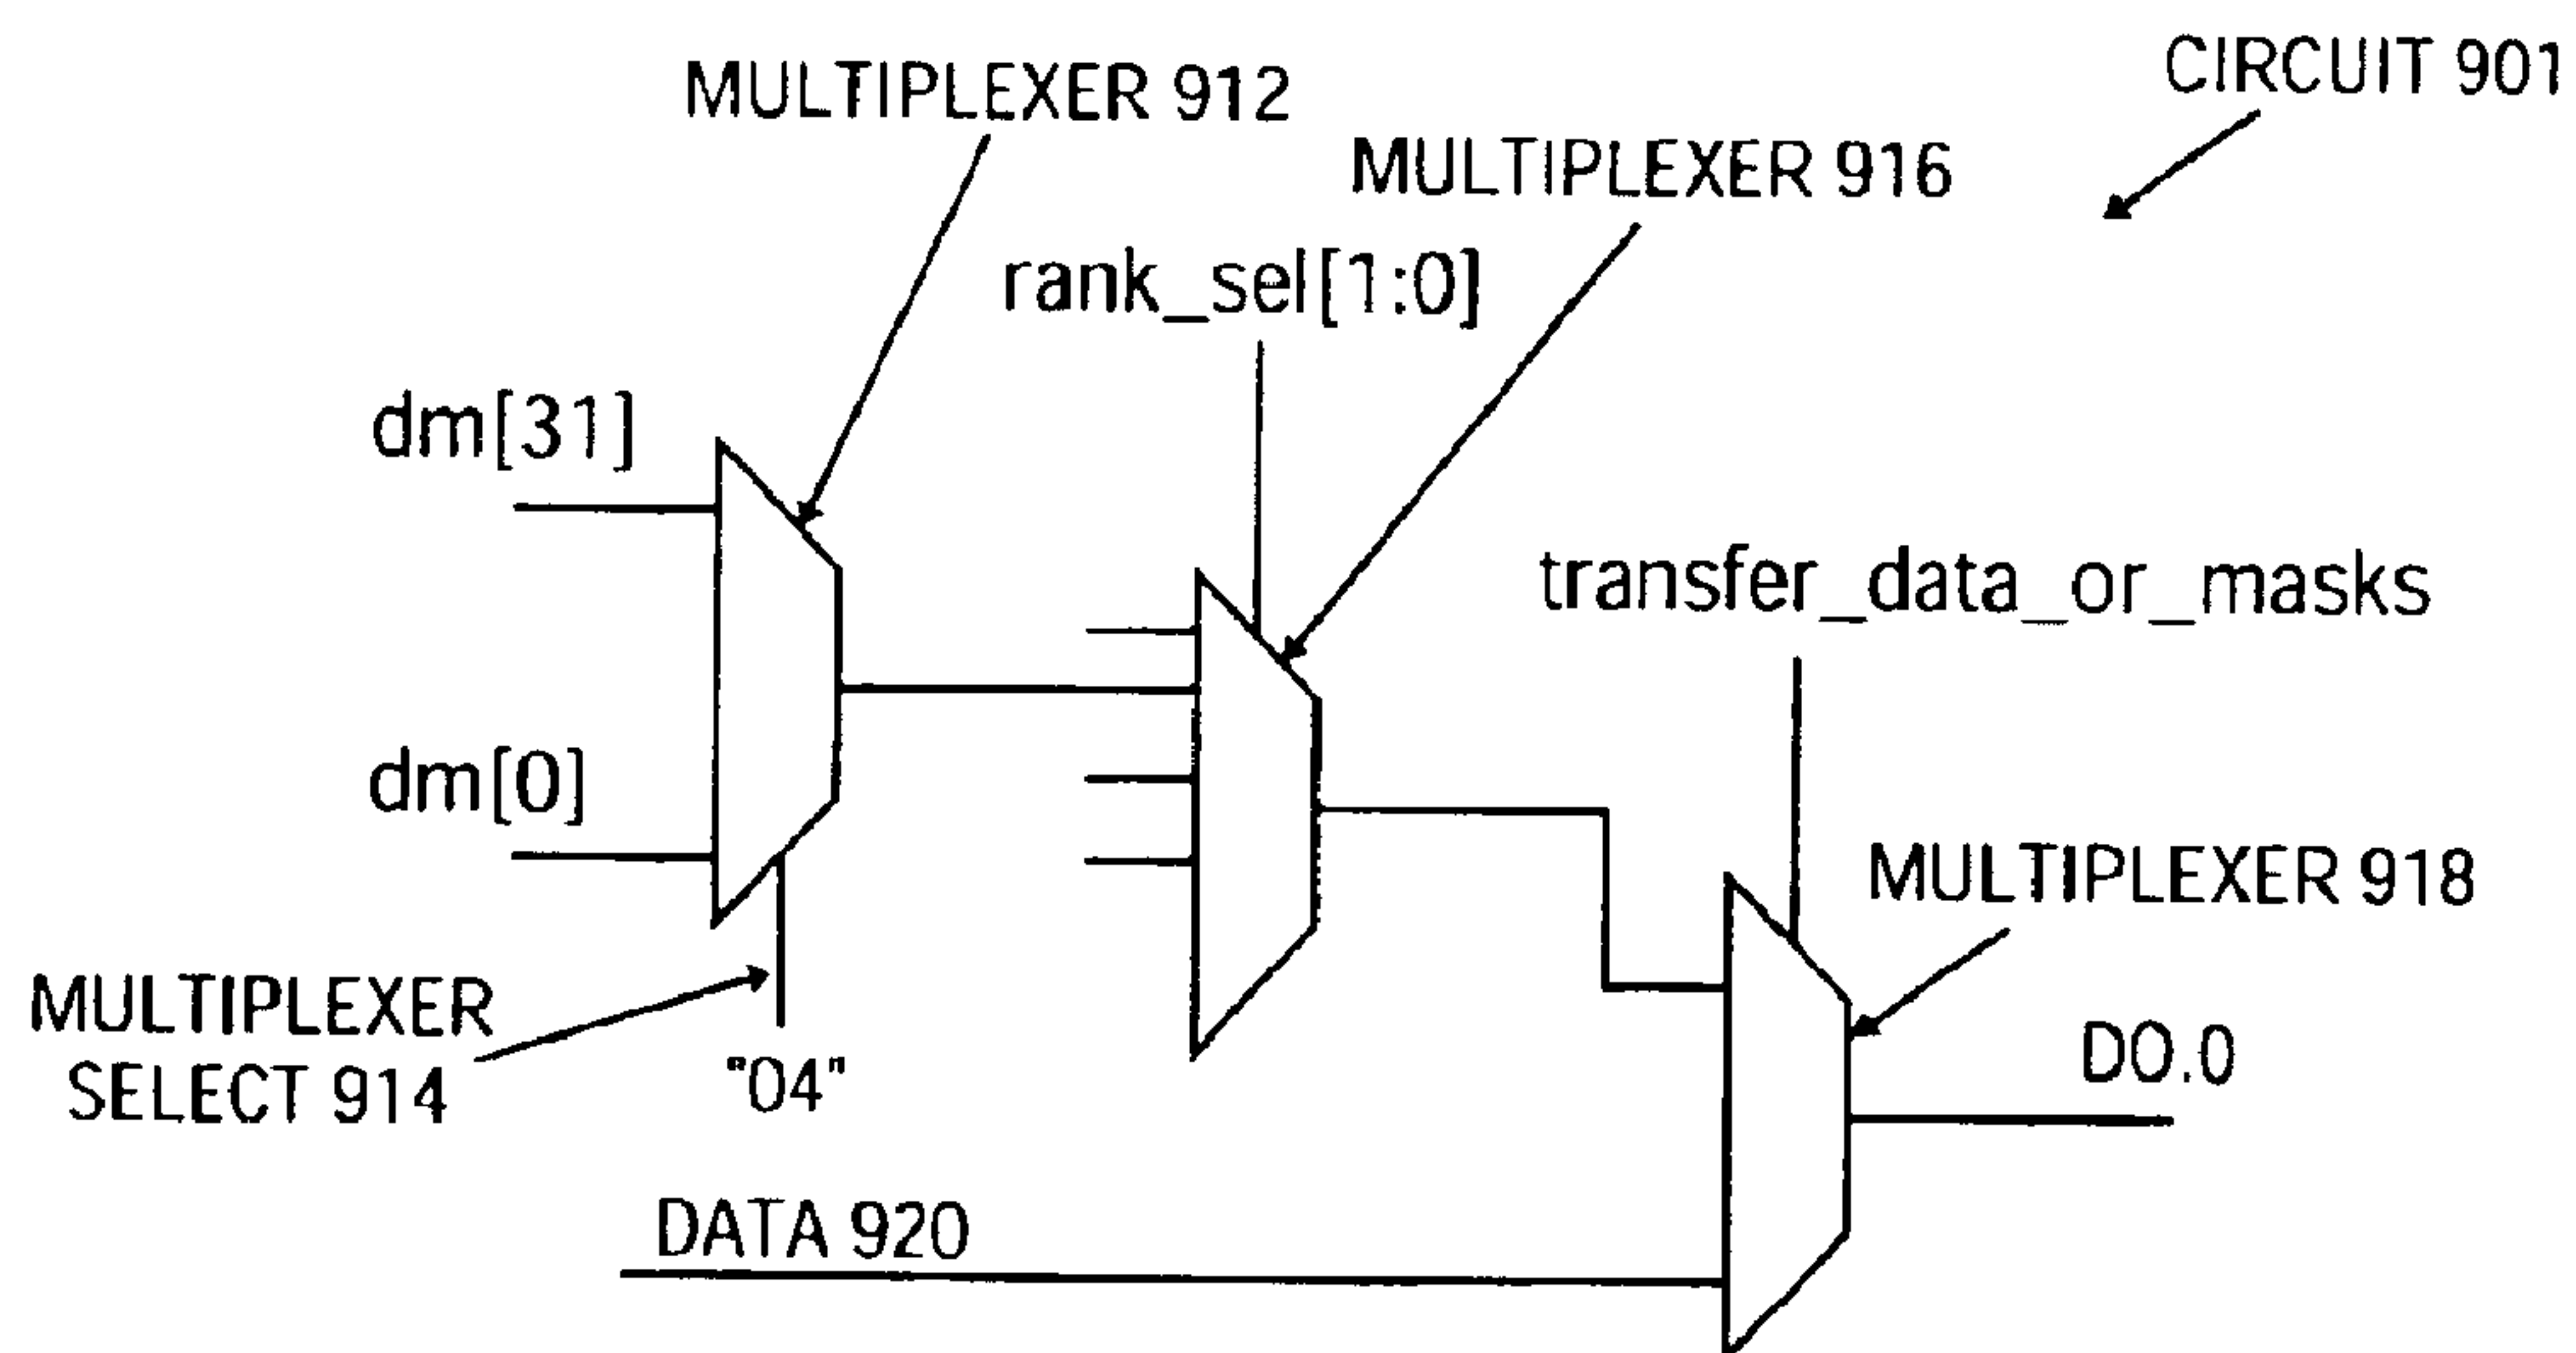 CIRCUIT 901
MULTIPLEXER 912
MULTIPLEXER 916
rank_sel[1:0]
dm[31]
transfer_data_or_masks
dm[0]
MULTIPLEXER 918
MULTIPLEXER
SELECT 914
"04"
DO.0
DATA 920